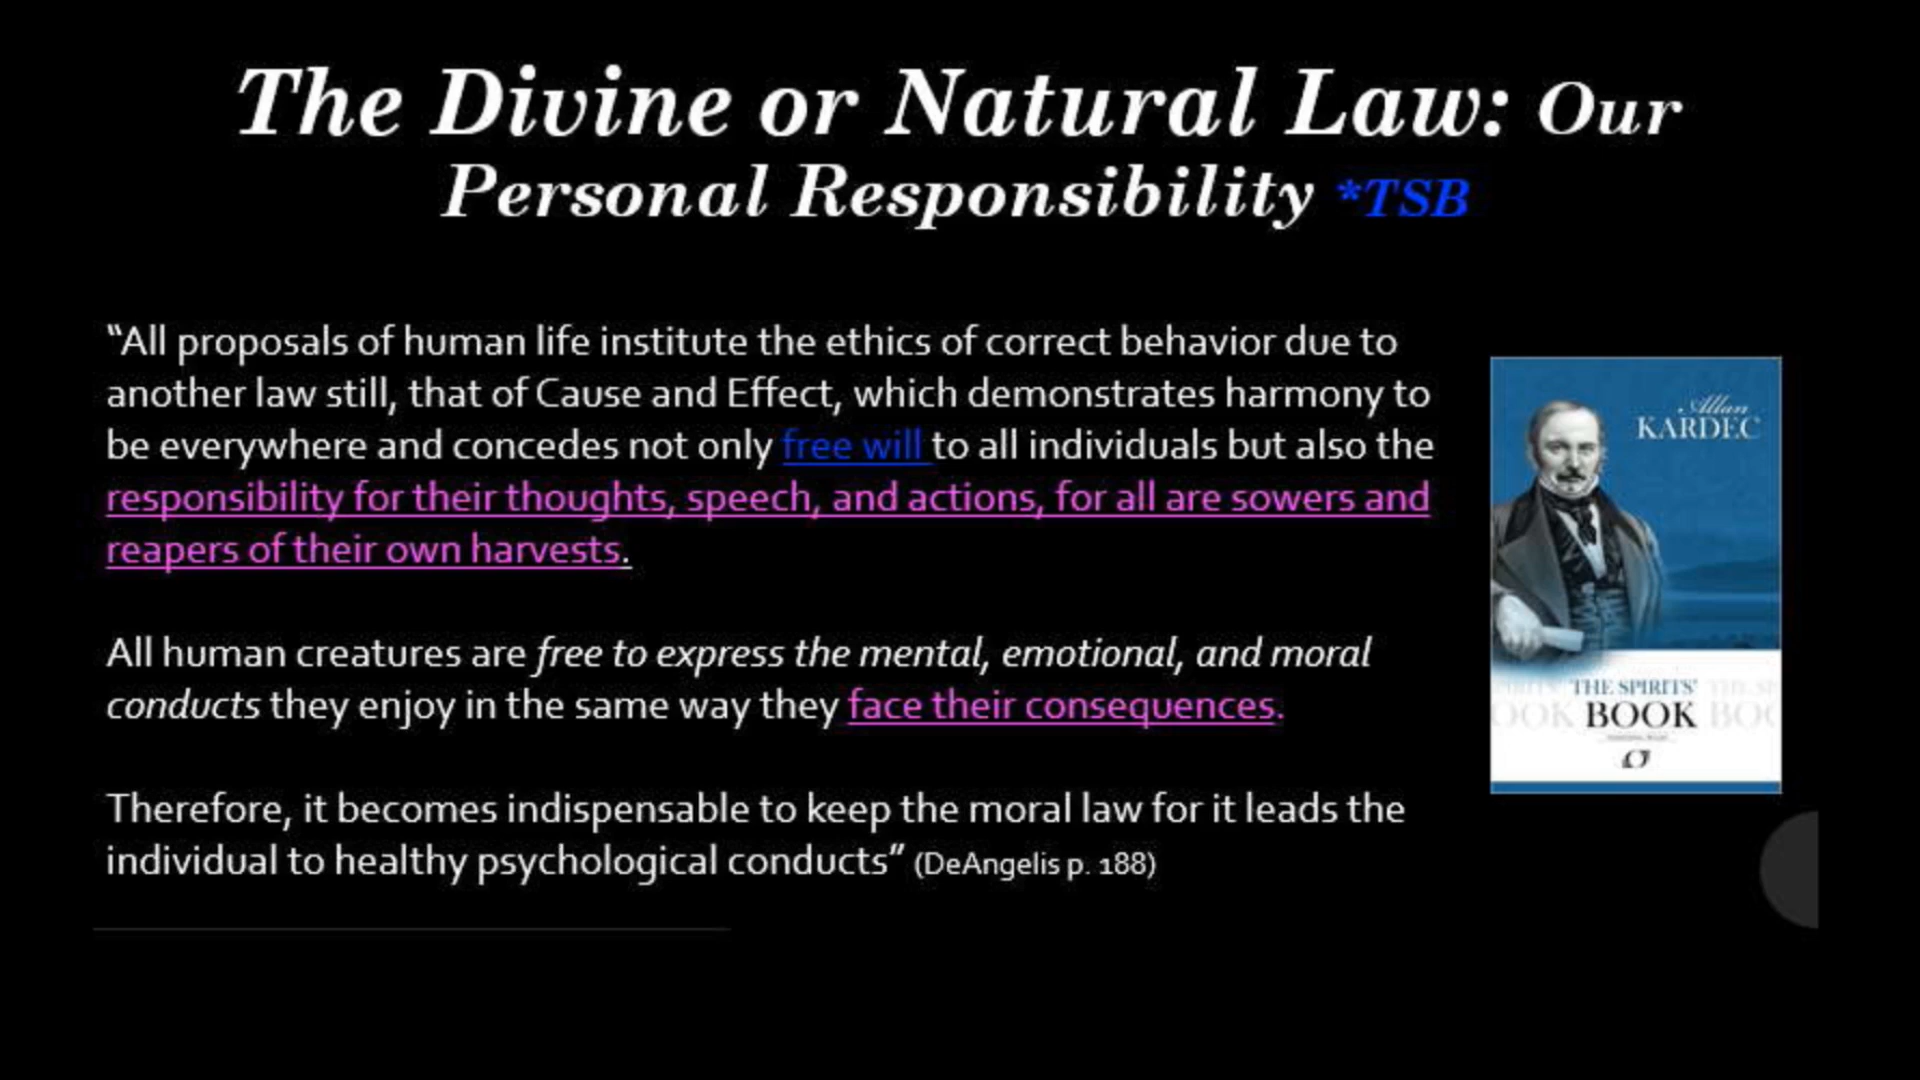 The Divine or Natural Law: Our
Personal Responsibility *TSB
“All proposals of human life institute the ethics of correct behavior due to
another law still, that of Cause and Effect, which demonstrates harmony to
be everywhere and concedes not only free will to all individuals but also the
responsibility for their thoughts, speech, and actions, for all are sowers and
reapers of their own harvests.
All human creatures are free to express the mental, emotional, and moral
conducts they enjoy in the same way they face their consequences.
Therefore, it becomes indispensable to keep the moral law for it leads the
individual to healthy psychological conducts” (DeAngelis p. 188)
Allan
KARDEC
THE SPIRITS'
BOOK